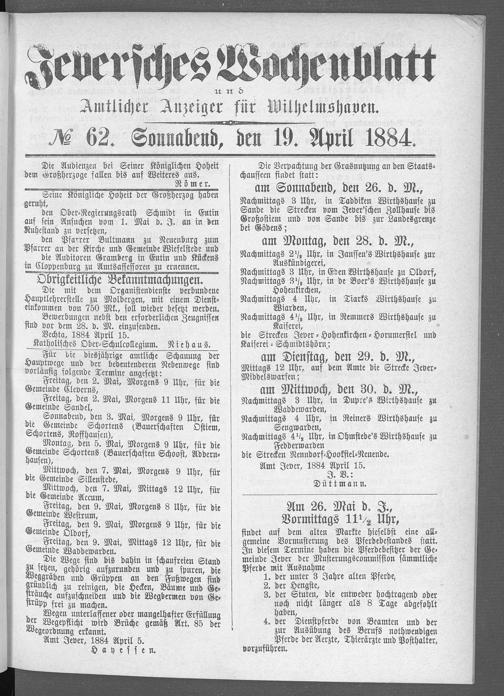 Jeversches Wochenblatt
und
Amtlicher Anzeiger für Wilhelmshaven.
№ 62. Sonnabend, den 19. April 1884.
Die Audienzen bei Seiner Königlichen Hoheit
dem Großherzoge fallen bis auf Weiteres aus.
Römer.
Seine Königliche Hoheit der Großherzog haben
geruht,
den Ober-Regierungsrath Schmidt in Eutin
auf sein Ansuchen vom 1. Mai d. J. an in den
Ruhestand zu versetzen,
den Pfarrer Bultmann zu Neuenburg zum
Pfarrer an der Kirche und Gemeinde Wiefelstede und
die Auditoren Gramberg in Eutin und Kückens
in Cloppenburg zu Amtsassessoren zu ernennen.
Obrigkeitliche Bekanntmachungen.
Die mit dem Organistendienste verbundene
Hauptlehrerstelle zu Molbergen, mit einem Dienst-
einkommen von 750 Mk., soll wieder besetzt werden.
Bewerbungen nebst den erforderlichen Zeugnissen
sind vor dem 28. d. M. einzusenden.
Vechta, 1884 April 15.
Katholisches Ober-Schulcollegium. Niehaus.
Für die diesjährige amtliche Schauung der
Hauptwege und der bedeutenderen Nebenwege sind
vorläufig folgende Termine angesetzt:
Freitag, den 2. Mai, Morgens 9 Uhr, für die
Gemeinde Cleverns,
Freitag, den 2. Mai, Morgens 11 Uhr, für die
Gemeinde Sandel,
Sonnabend, den 3. Mai, Morgens 9 Uhr, für
die Gemeinde Schortens (Bauerschaften Ostiem,
Schortens, Roffhausen),
Montag, den 5. Mai, Morgens 9 Uhr, für die
Gemeinde Schortens (Bauerschaften Schoost, Addern-
hausen),
Mittwoch, den 7. Mai, Morgens 9 Uhr, für
die Gemeinde Sillenstede,
Mittwoch, den 7. Mai, Mittags 12 Uhr, für
die Gemeinde Accum,
Freitag, den 9. Mai, Morgens 8 Uhr, für die
Gemeinde Westrum,
Freitag, den 9. Mai, Morgens 9 Uhr, für die
Gemeinde Oldorf,
Freitag, den 9. Mai, Mittags 12 Uhr, für die
Gemeinde Waddewarden.
Die Wege sind bis dahin in schaufreien Stand
zu setzen, gehörig aufzurunden und zu spuren, die
Weggräben und Grüppen an den Fußwegen sind
gründlich zu reinigen, die Hecken, Bäume und Ge-
sträuche aufzuschneiden und die Wegbermen von Ge-
strüpp frei zu machen.
Wegen unterlassener oder mangelhafter Erfüllung
der Wegepflicht wird Brüche gemäß Art. 85 der
Wegeordnung erkannt.
Amt Jever, 1884 April 5.
Hayessen.
Die Verpachtung der Grasnutzung an den Staats-
chausseen findet statt:
am Sonnabend, den 26. d. M.,
Nachmittags 3 Uhr, in Taddiken Wirthshause zu
Sande die Strecken vom Jever'schen Zollhause bis
Großostiem und von Sande bis zur Landesgrenze
bei Gödens;
am Montag, den 28. d. M.,
Nachmittags 2½ Uhr, in Janssen's Wirthshause zur
Auskündigerei,
Nachmittags 3 Uhr, in Eden Wirthshause zu Oldorf,
Nachmittags 3½ Uhr, in de Boer's Wirthshause zu
Hohenkirchen,
Nachmittags 4 Uhr, in Tiarks Wirthshause zu
Wiarden,
Nachmittags 4½ Uhr, in Remmers Wirthshause zu
Kaiserei,
die Strecken Jever-Hohenkirchen-Horumersiel und
Kaiserei-Schmidtshörn;
am Dienstag, den 29. d. M.,
Mittags 12 Uhr, auf dem Amte die Strecke Jever-
Middelswarfen;
am Mittwoch, den 30. d. M.,
Nachmittags 3 Uhr, in Dupre's Wirthshause zu
Waddewarden,
Nachmittags 4 Uhr, in Reiners Wirthshause zu
Sengwarden,
Nachmittags 4½ Uhr, in Ohmstede's Wirthshause zu
Fedderwarden
die Strecken Nenndorf-Hooksiel-Neuende.
Amt Jever, 1884 April 15.
J. V.:
Düttmann.
Am 26. Mai d. J.,
Vormittags 11½ Uhr,
findet auf dem alten Markte hieselbst eine all-
gemeine Vormusterung des Pferdebestandes statt.
In diesem Termine haben die Pferdebesitzer der Ge-
meinde Jever der Musterungscommission sämmtliche
Pferde mit Ausnahme
1. der unter 3 Jahre alten Pferde,
2. der Hengste,
3. der Stuten, die entweder hochtragend oder
noch nicht länger als 8 Tage abgefohlt
haben,
4. der Dienstpferde von Beamten und der
zur Ausübung des Berufs nothwendigen
Pferde der Aerzte, Thierärzte und Posthalter,
vorzuführen.